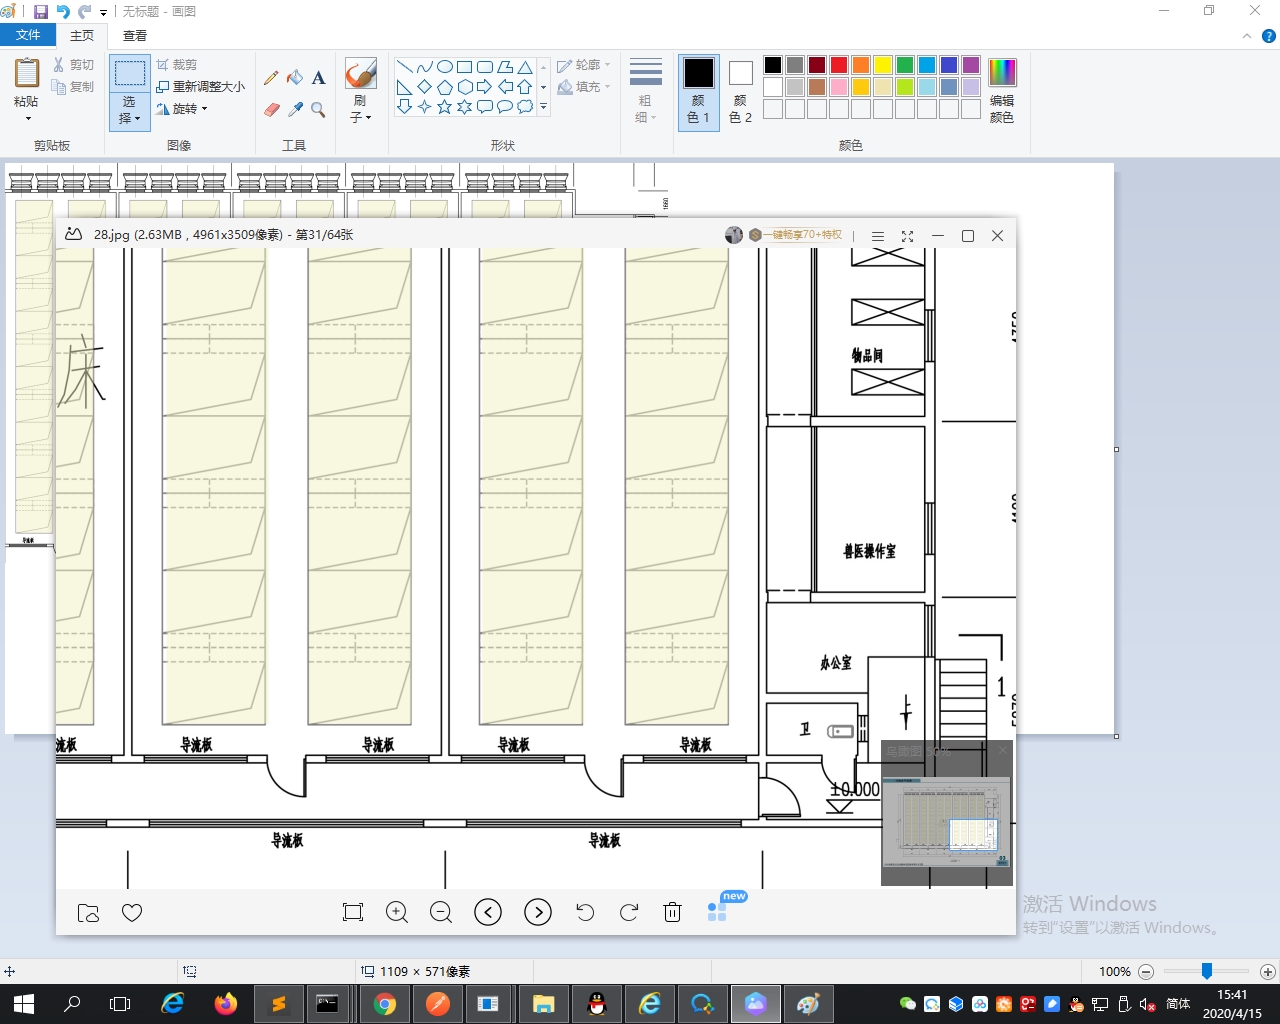 无标题 - 画图
文件
主页
查看
粘贴
剪切
复制
剪贴板
选择
裁剪
重新调整大小
旋转
图像
A
工具
刷子
轮廓
填充
形状
粗细
颜色 1
颜色 2
编辑颜色
颜色
导流板
28.jpg (2.63MB , 4961x3509像素) - 第31/64张
一键畅享70+特权
床
物品间
兽医操作室
办公室
卫
上
1
±0.000
流板
导流板
导流板
导流板
导流板
导流板
导流板
鸟瞰图
new
激活 Windows
转到"设置"以激活 Windows。
1109 × 571像素
100%
简体
15:41
2020/4/15